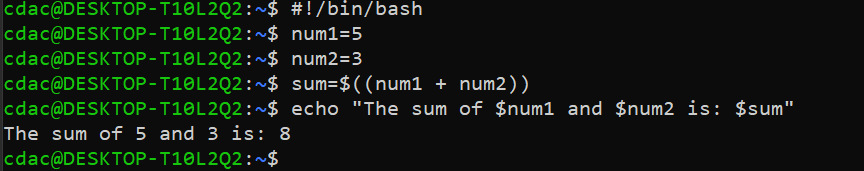 cdac@DESKTOP-T10L2Q2:~$ #!/bin/bash
cdac@DESKTOP-T10L2Q2:~$ num1=5
cdac@DESKTOP-T10L2Q2:~$ num2=3
cdac@DESKTOP-T10L2Q2:~$ sum=$((num1 + num2))
cdac@DESKTOP-T10L2Q2:~$ echo "The sum of $num1 and $num2 is: $sum"
The sum of 5 and 3 is: 8
cdac@DESKTOP-T10L2Q2:~$